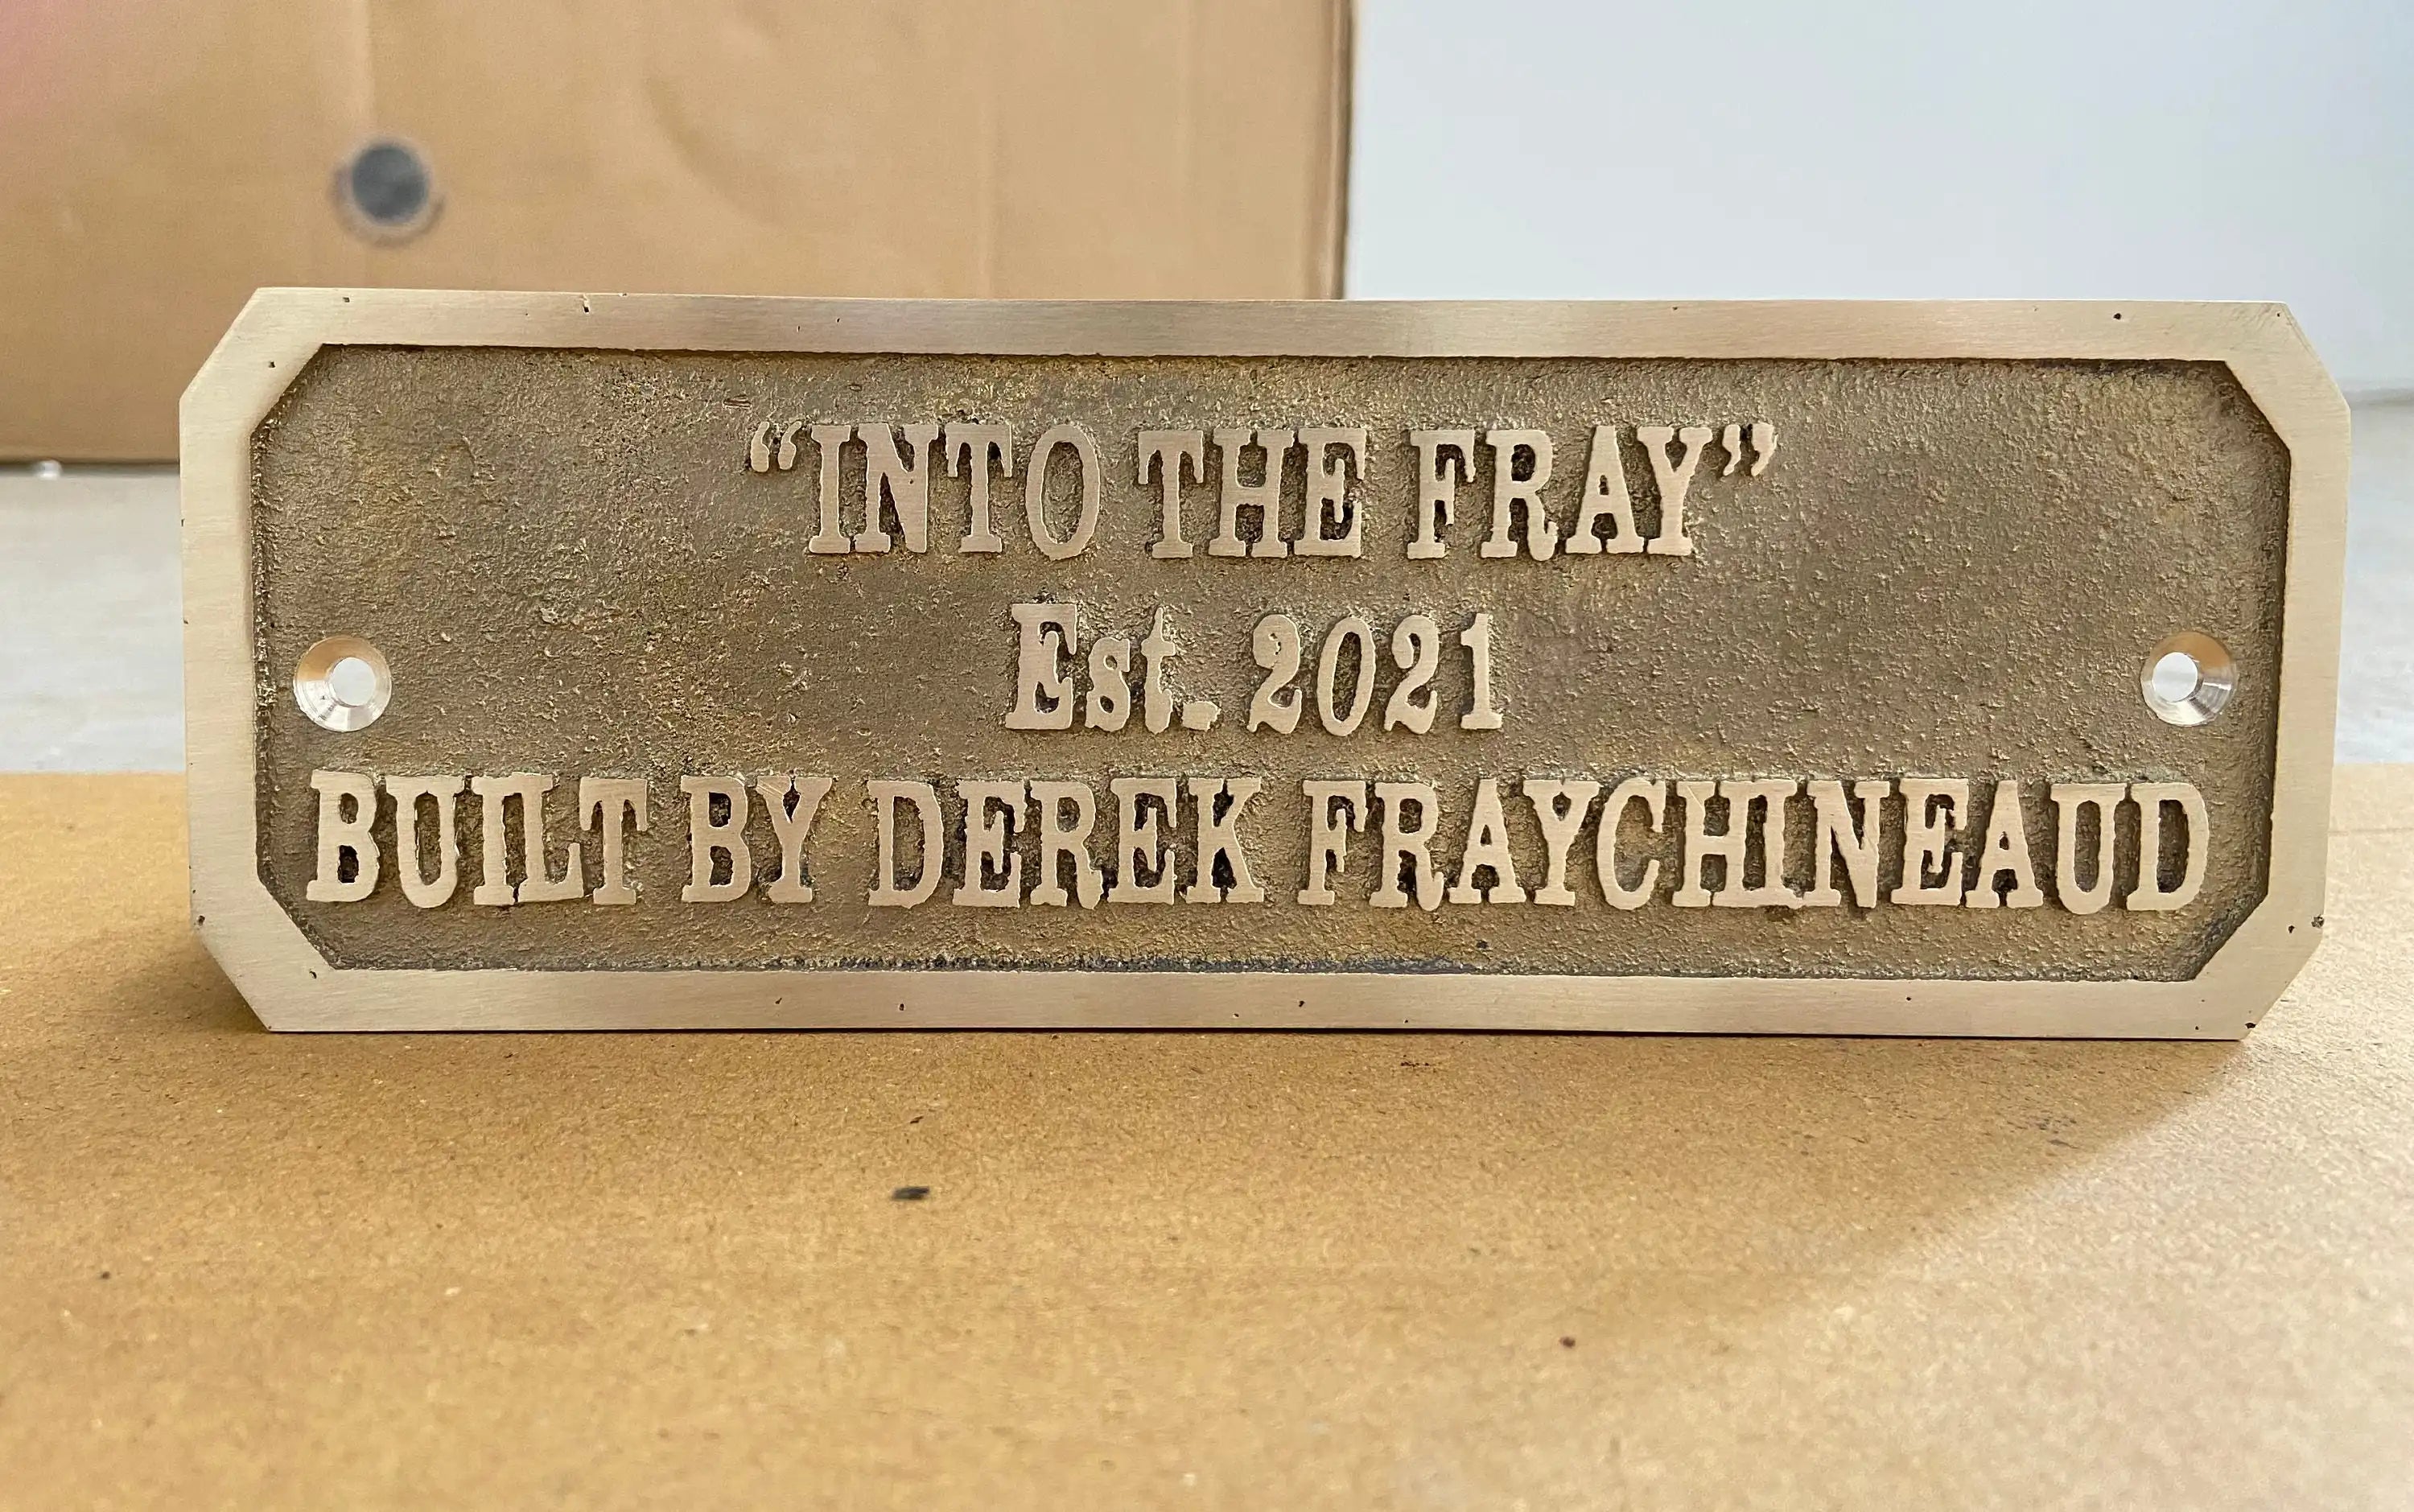 “INTO THE FRAY”
Est. 2021
BUILT BY DEREK FRAYCHINEAUD